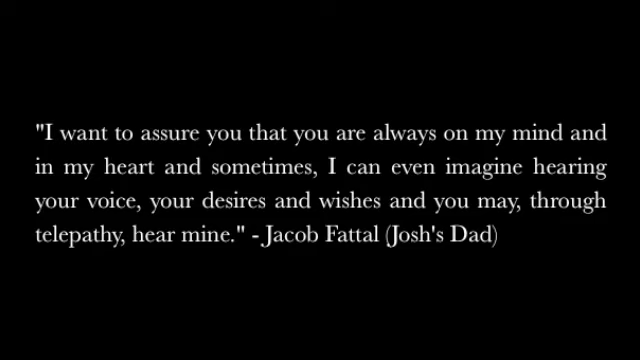 "I want to assure you that you are always on my mind and
in my heart and sometimes, I can even imagine hearing
your voice, your desires and wishes and you may, through
telepathy, hear mine." - Jacob Fattal (Josh's Dad)